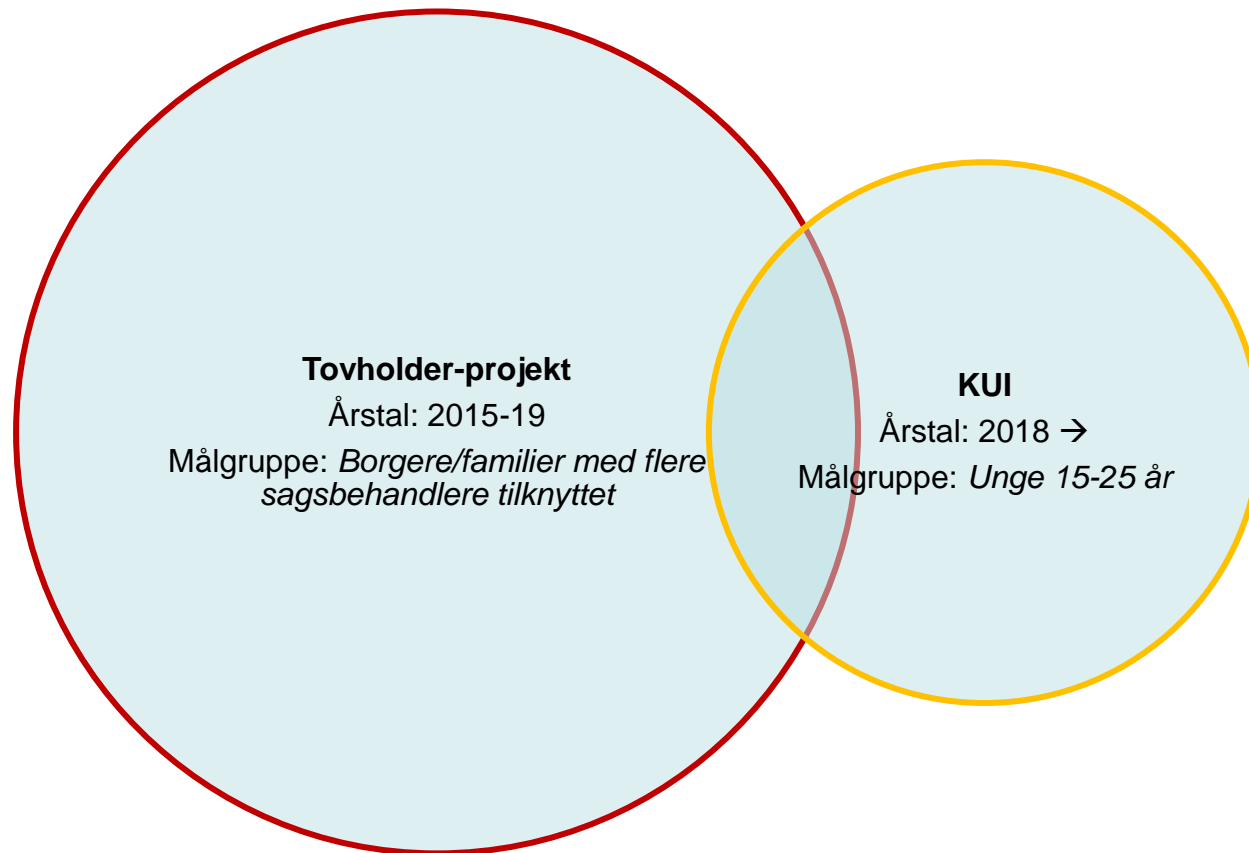 Tovholder-projekt
Årstal: 2015-19
Målgruppe: Borgere/familier med flere
sagsbehandlere tilknyttet
KUI
Årstal: 2018 →
Målgruppe: Unge 15-25 år